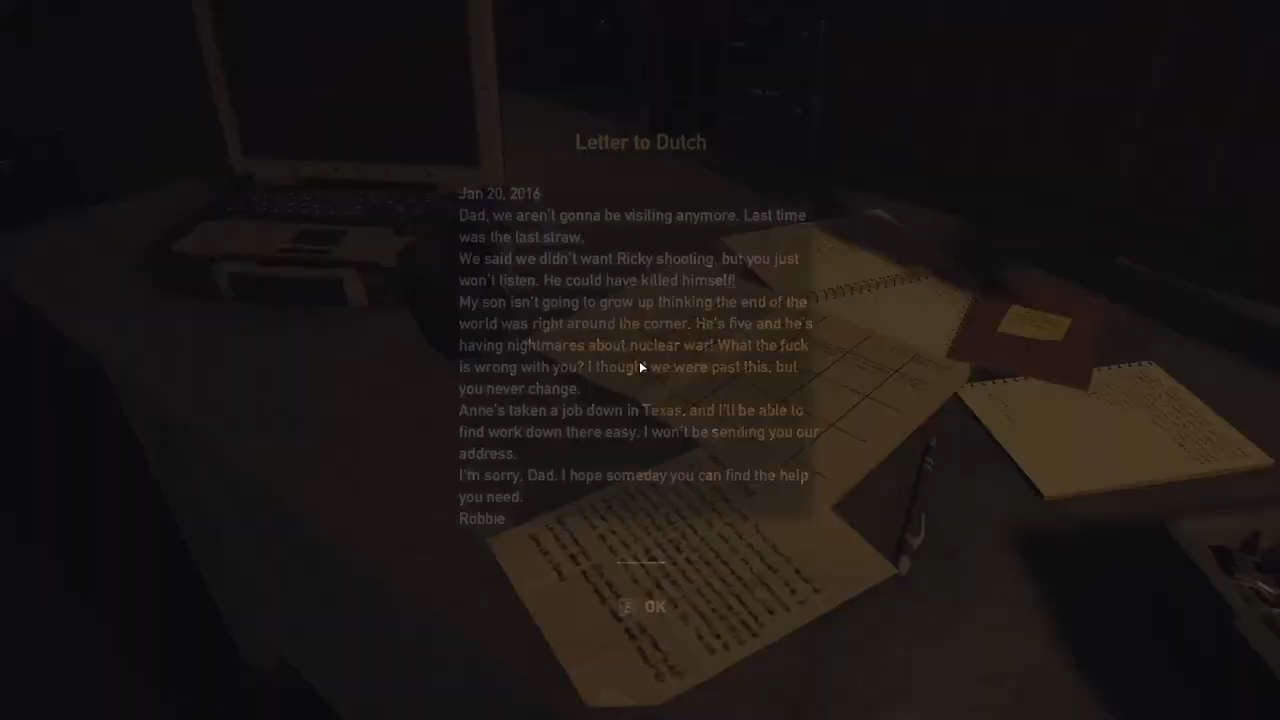 Letter to Dutch
Jan 20, 2016
Dad, we aren't gonna be visiting anymore. Last time
was the last straw.
We said we didn't want Ricky shooting, but you just
won't listen. He could have killed himself!
My son isn't going to grow up thinking the end of the
world was right around the corner. He's five and he's
having nightmares about nuclear war! What the fuck
is wrong with you? I thought we were past this, but
you never change.
Anne's taken a job down in Texas, and I'll be able to
find work down there easy. I won't be sending you our
address.
I'm sorry, Dad. I hope someday you can find the help
you need.
Robbie
OK